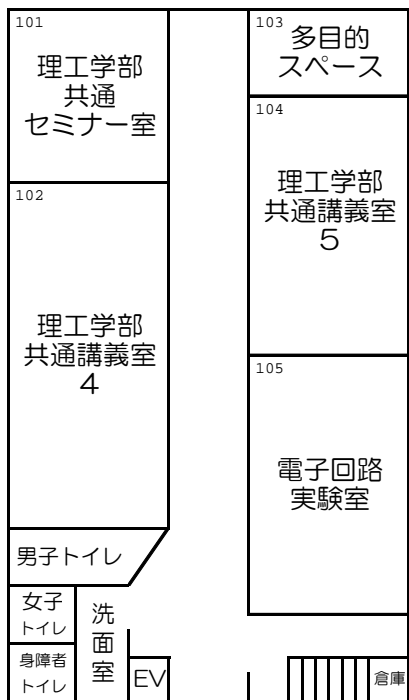 101
理工学部
共通
セミナー室
103
多目的
スペース
104
理工学部
共通講義室
5
102
理工学部
共通講義室
4
105
電子回路
実験室
男子トイレ
女子
トイレ
洗面室
身障者
トイレ
EV
倉庫